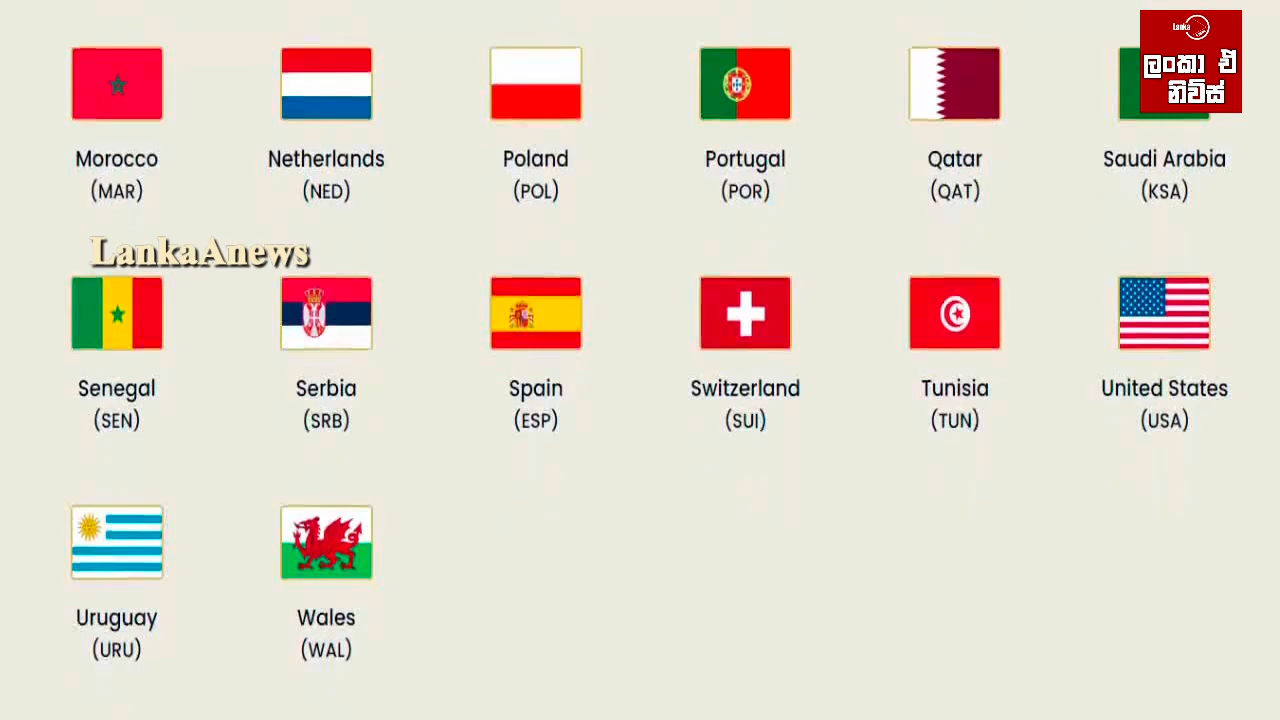 Lanka
ලංකා ඒ
නිව්ස්
Morocco
(MAR)
Netherlands
(NED)
Poland
(POL)
Portugal
(POR)
Qatar
(QAT)
Saudi Arabia
(KSA)
LankaAnews
Senegal
(SEN)
Serbia
(SRB)
Spain
(ESP)
Switzerland
(SUI)
Tunisia
(TUN)
United States
(USA)
Uruguay
(URU)
Wales
(WAL)